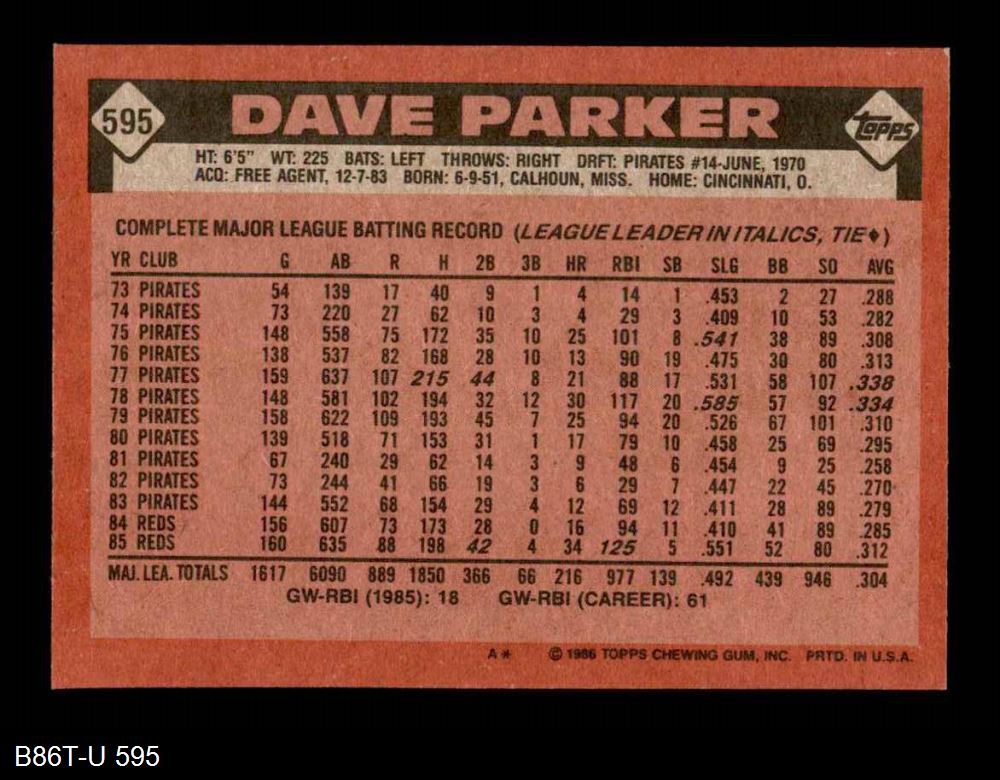 595 DAVE PARKER Topps
HT: 6'5" WT: 225 BATS: LEFT THROWS: RIGHT DRFT: PIRATES #14-JUNE, 1970
ACQ: FREE AGENT, 12-7-83 BORN: 6-9-51, CALHOUN, MISS. HOME: CINCINNATI, O.
COMPLETE MAJOR LEAGUE BATTING RECORD (LEAGUE LEADER IN ITALICS, TIE♦)
YR CLUB G AB R H 2B 3B HR RBI SB SLG BB SO AVG
73 PIRATES 54 139 17 40 9 1 4 14 1 .453 2 27 .288
74 PIRATES 73 220 27 62 10 3 4 29 3 .409 10 53 .282
75 PIRATES 148 558 75 172 35 10 25 101 8 .541 38 89 .308
76 PIRATES 138 537 82 168 28 10 13 90 19 .475 30 80 .313
77 PIRATES 159 637 107 215 44 8 21 88 17 .531 58 107 .338
78 PIRATES 148 581 102 194 32 12 30 117 20 .585 57 92 .334
79 PIRATES 158 622 109 193 45 7 25 94 20 .526 67 101 .310
80 PIRATES 139 518 71 153 31 1 17 79 10 .458 25 69 .295
81 PIRATES 67 240 29 62 14 3 9 48 6 .454 9 25 .258
82 PIRATES 73 244 41 66 19 3 6 29 7 .447 22 45 .270
83 PIRATES 144 552 68 154 29 4 12 69 12 .411 28 89 .279
84 REDS 156 607 73 173 28 0 16 94 11 .410 41 89 .285
85 REDS 160 635 88 198 42 4 34 125 5 .551 52 80 .312
MAJ. LEA. TOTALS 1617 6090 889 1850 366 66 216 977 139 .492 439 946 .304
GW-RBI (1985): 18 GW-RBI (CAREER): 61
A* © 1986 TOPPS CHEWING GUM, INC. PRTD. IN U.S.A.
B86T-U 595